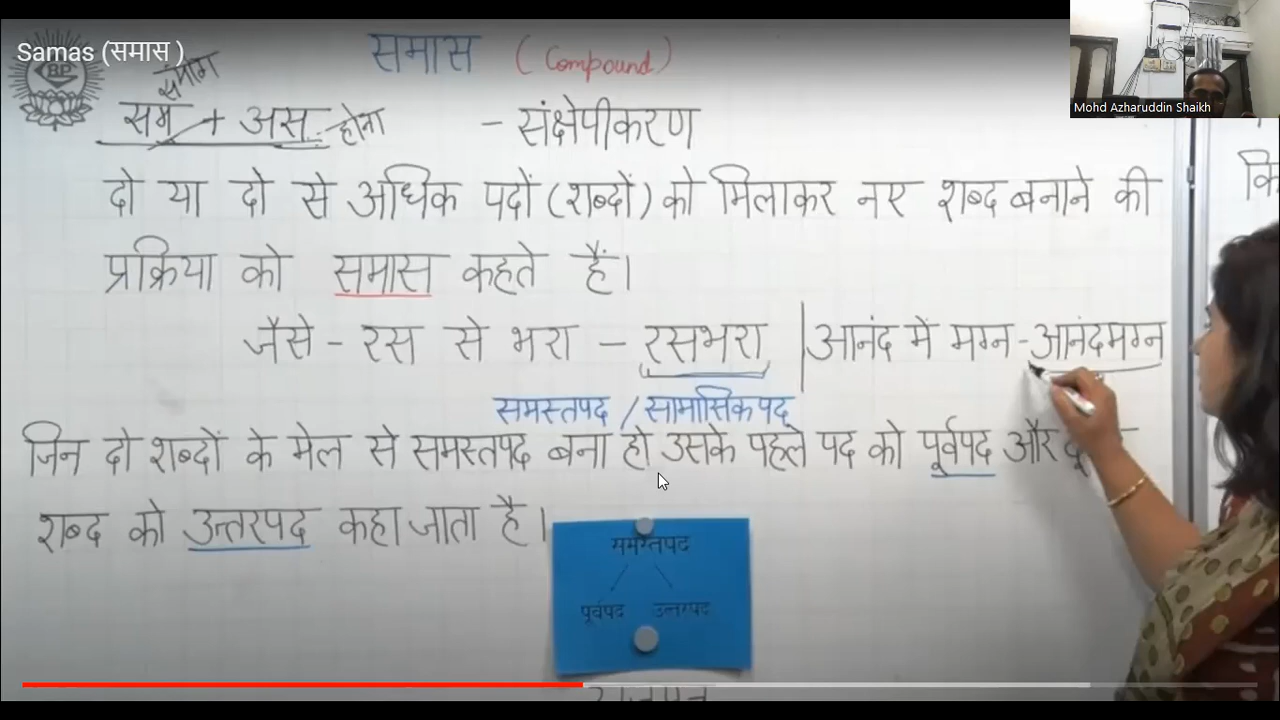 Samas (समास )
समास ( Compound )
सम + अस होना - संक्षेपीकरण
Mohd Azharuddin Shaikh
दो या दो से अधिक पदों (शब्दों) को मिलाकर नए शब्द बनाने की
प्रक्रिया को समास कहते हैं।
जैसे - रस से भरा - रसभरा | आनंद में मग्न - आनंदमग्न
समस्तपद / सामासिकपद
जिन दो शब्दों के मेल से समस्तपद बना हो उसके पहले पद को पूर्वपद और
शब्द को उत्तरपद कहा जाता है।
समस्तपद
पूर्वपद उत्तरपद